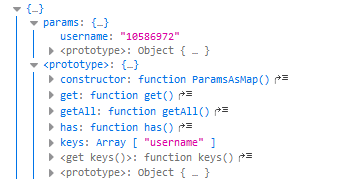 ▼ {…}
▼ params: {…}
username: "10586972"
▶ <prototype>: Object { … }
▼ <prototype>: {…}
▶ constructor: function ParamsAsMap()
▶ get: function get()
▶ getAll: function getAll()
▶ has: function has()
▶ keys: Array [ "username" ]
▶ <get keys()>: function keys()
▶ <prototype>: Object { … }